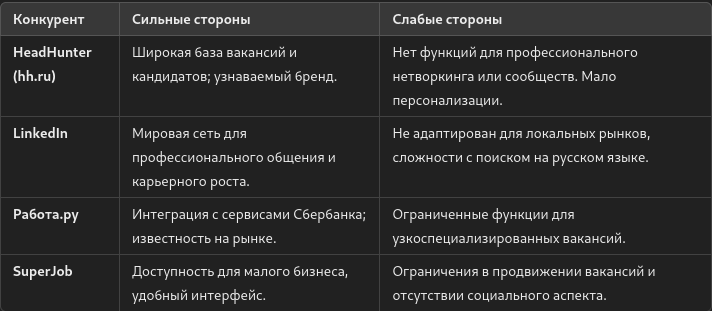 Конкурент Сильные стороны Слабые стороны
HeadHunter Широкая база вакансий и Нет функций для профессионального
(hh.ru) кандидатов; узнаваемый бренд. нетворкинга или сообществ. Мало
персонализации.
LinkedIn Мировая сеть для Не адаптирован для локальных рынков,
профессионального общения и сложности с поиском на русском языке.
карьерного роста.
Работа.ру Интеграция с сервисами Сбербанка; Ограниченные функции для
известность на рынке. узкоспециализированных вакансий.
SuperJob Доступность для малого бизнеса, Ограничения в продвижении вакансий и
удобный интерфейс. отсутствии социального аспекта.